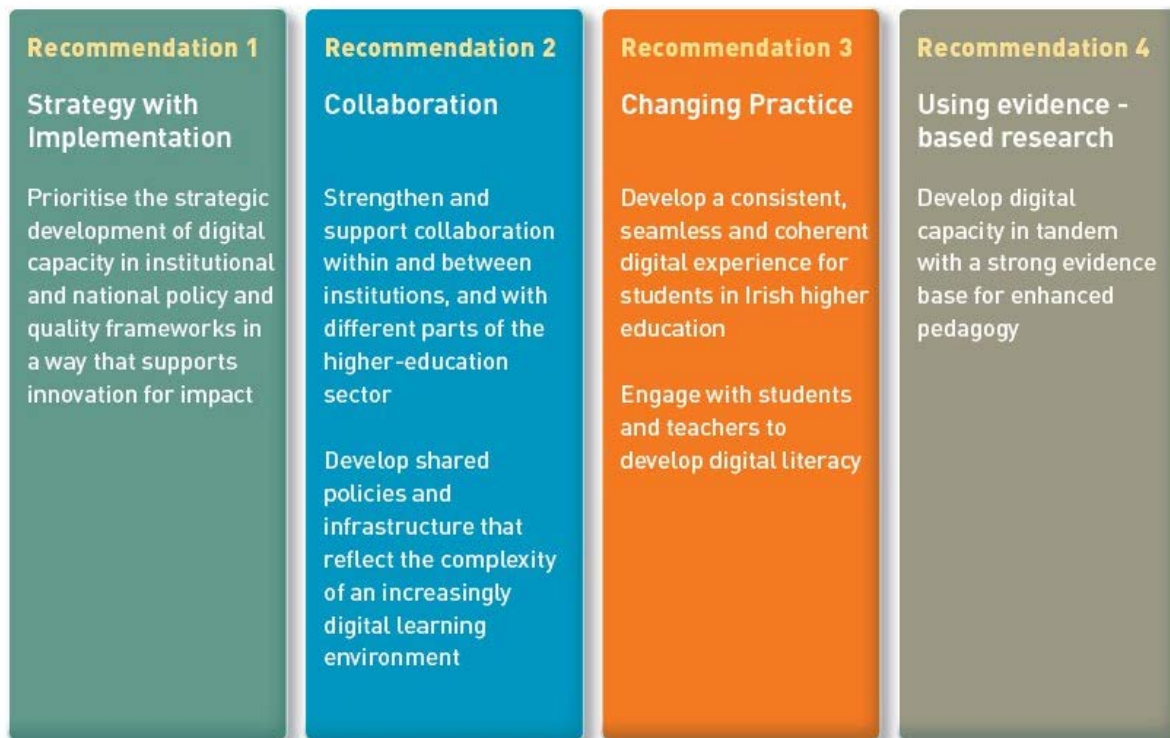 Recommendation 1
Strategy with
Implementation
Prioritise the strategic
development of digital
capacity in institutional
and national policy and
quality frameworks in
a way that supports
innovation for impact
Recommendation 2
Collaboration
Strengthen and
support collaboration
within and between
institutions, and with
different parts of the
higher-education
sector
Develop shared
policies and
infrastructure that
reflect the complexity
of an increasingly
digital learning
environment
Recommendation 3
Changing Practice
Develop a consistent,
seamless and coherent
digital experience for
students in Irish higher
education
Engage with students
and teachers to
develop digital literacy
Recommendation 4
Using evidence -
based research
Develop digital
capacity in tandem
with a strong evidence
base for enhanced
pedagogy